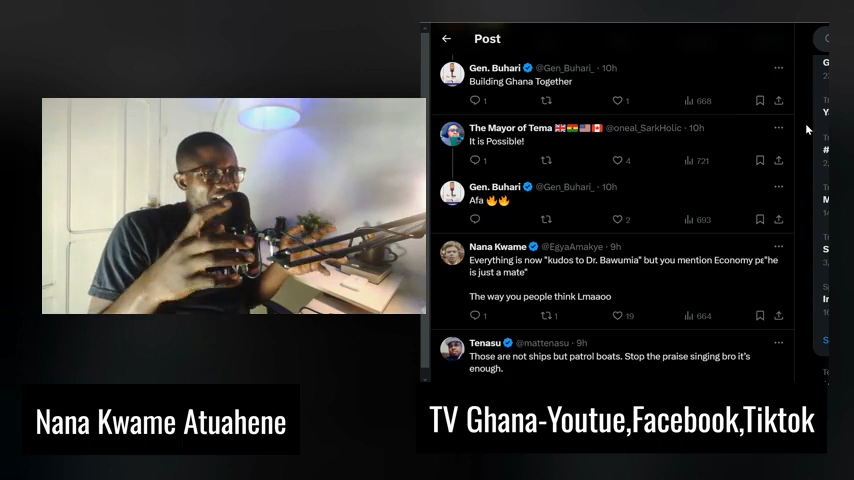 Post
Gen. Buhari @Gen_Buhari_ · 10h
Building Ghana Together
1 1 668
The Mayor of Tema 🇬🇧🇬🇭🇺🇸🇨🇦 @oneal_SarkHolic · 10h
It is Possible!
1 4 721
Gen. Buhari @Gen_Buhari_ · 10h
Afa 🔥🔥
2 693
Nana Kwame @EgyaAmakye · 9h
Everything is now "kudos to Dr. Bawumia" but you mention Economy pɛ"he
is just a mate"
The way you people think Lmaaoo
1 1 19 664
Tenasu @mattenasu · 9h
Those are not ships but patrol boats. Stop the praise singing bro it's
enough.
Nana Kwame Atuahene
TV Ghana-Youtue,Facebook,Tiktok